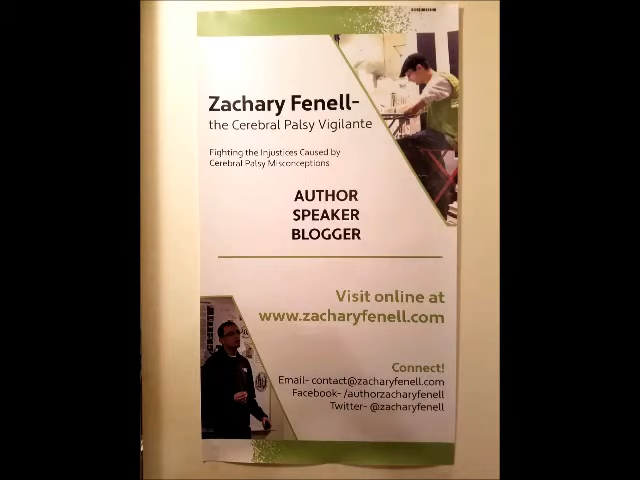 Zachary Fenell-
the Cerebral Palsy Vigilante
Fighting the Injustices Caused by
Cerebral Palsy Misconceptions
AUTHOR
SPEAKER
BLOGGER
Visit online at
www.zacharyfenell.com
Connect!
Email- contact@zacharyfenell.com
Facebook- /authorzacharyfenell
Twitter- @zacharyfenell